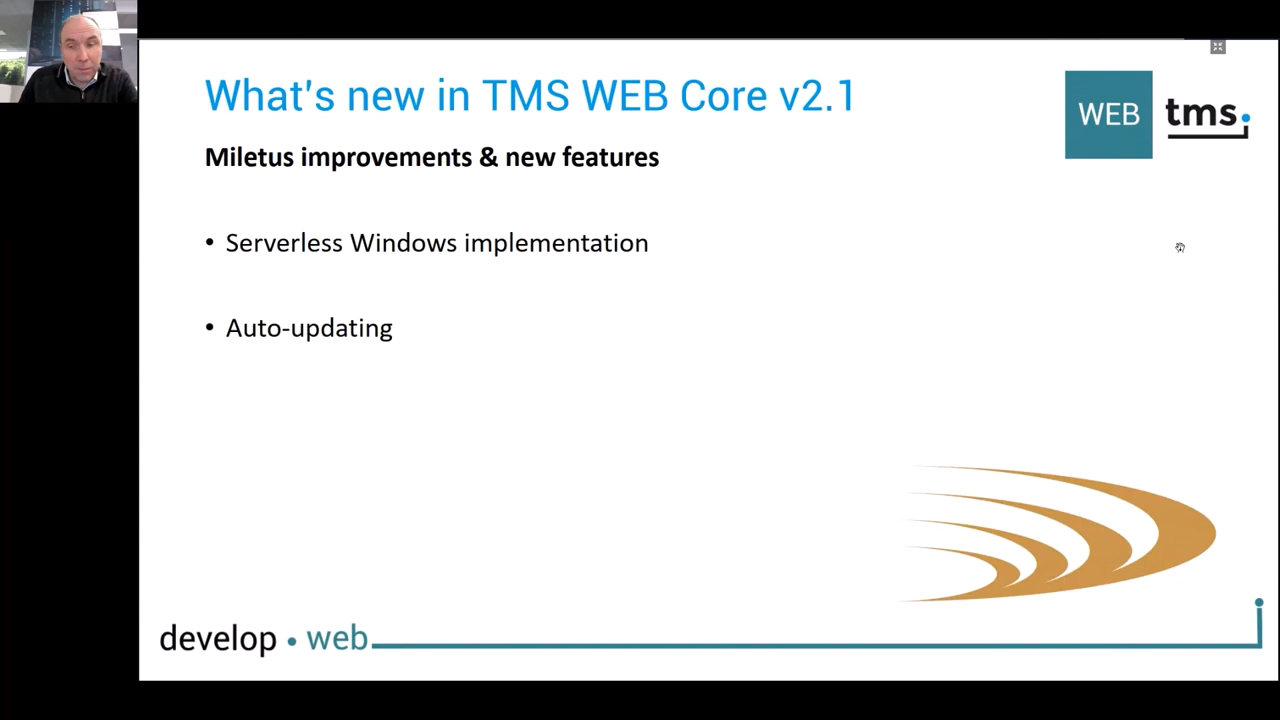 What's new in TMS WEB Core v2.1
WEB tms.
Miletus improvements & new features
• Serverless Windows implementation
• Auto-updating
develop • web